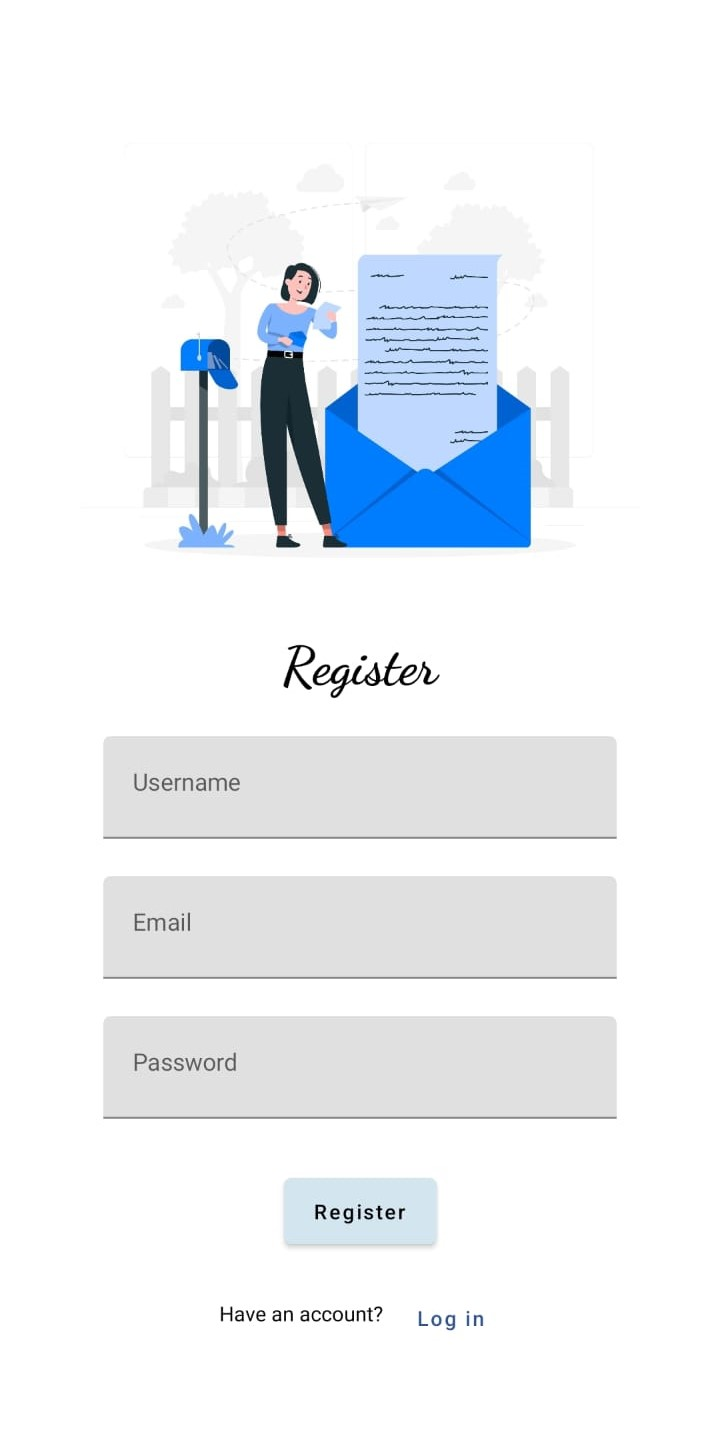 Register
Username
Email
Password
Register
Have an account? Log in